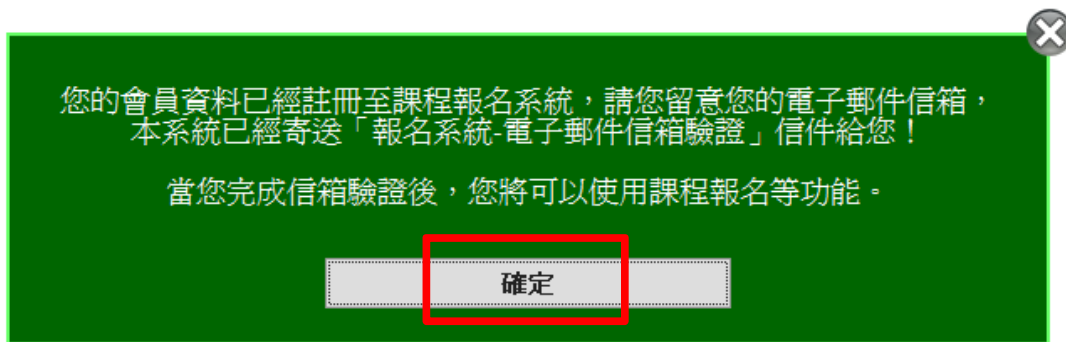 您的會員資料已經註冊至課程報名系統，請您留意您的電子郵件信箱，
本系統已經寄送「報名系統-電子郵件信箱驗證」信件給您！
當您完成信箱驗證後，您將可以使用課程報名等功能。
確定